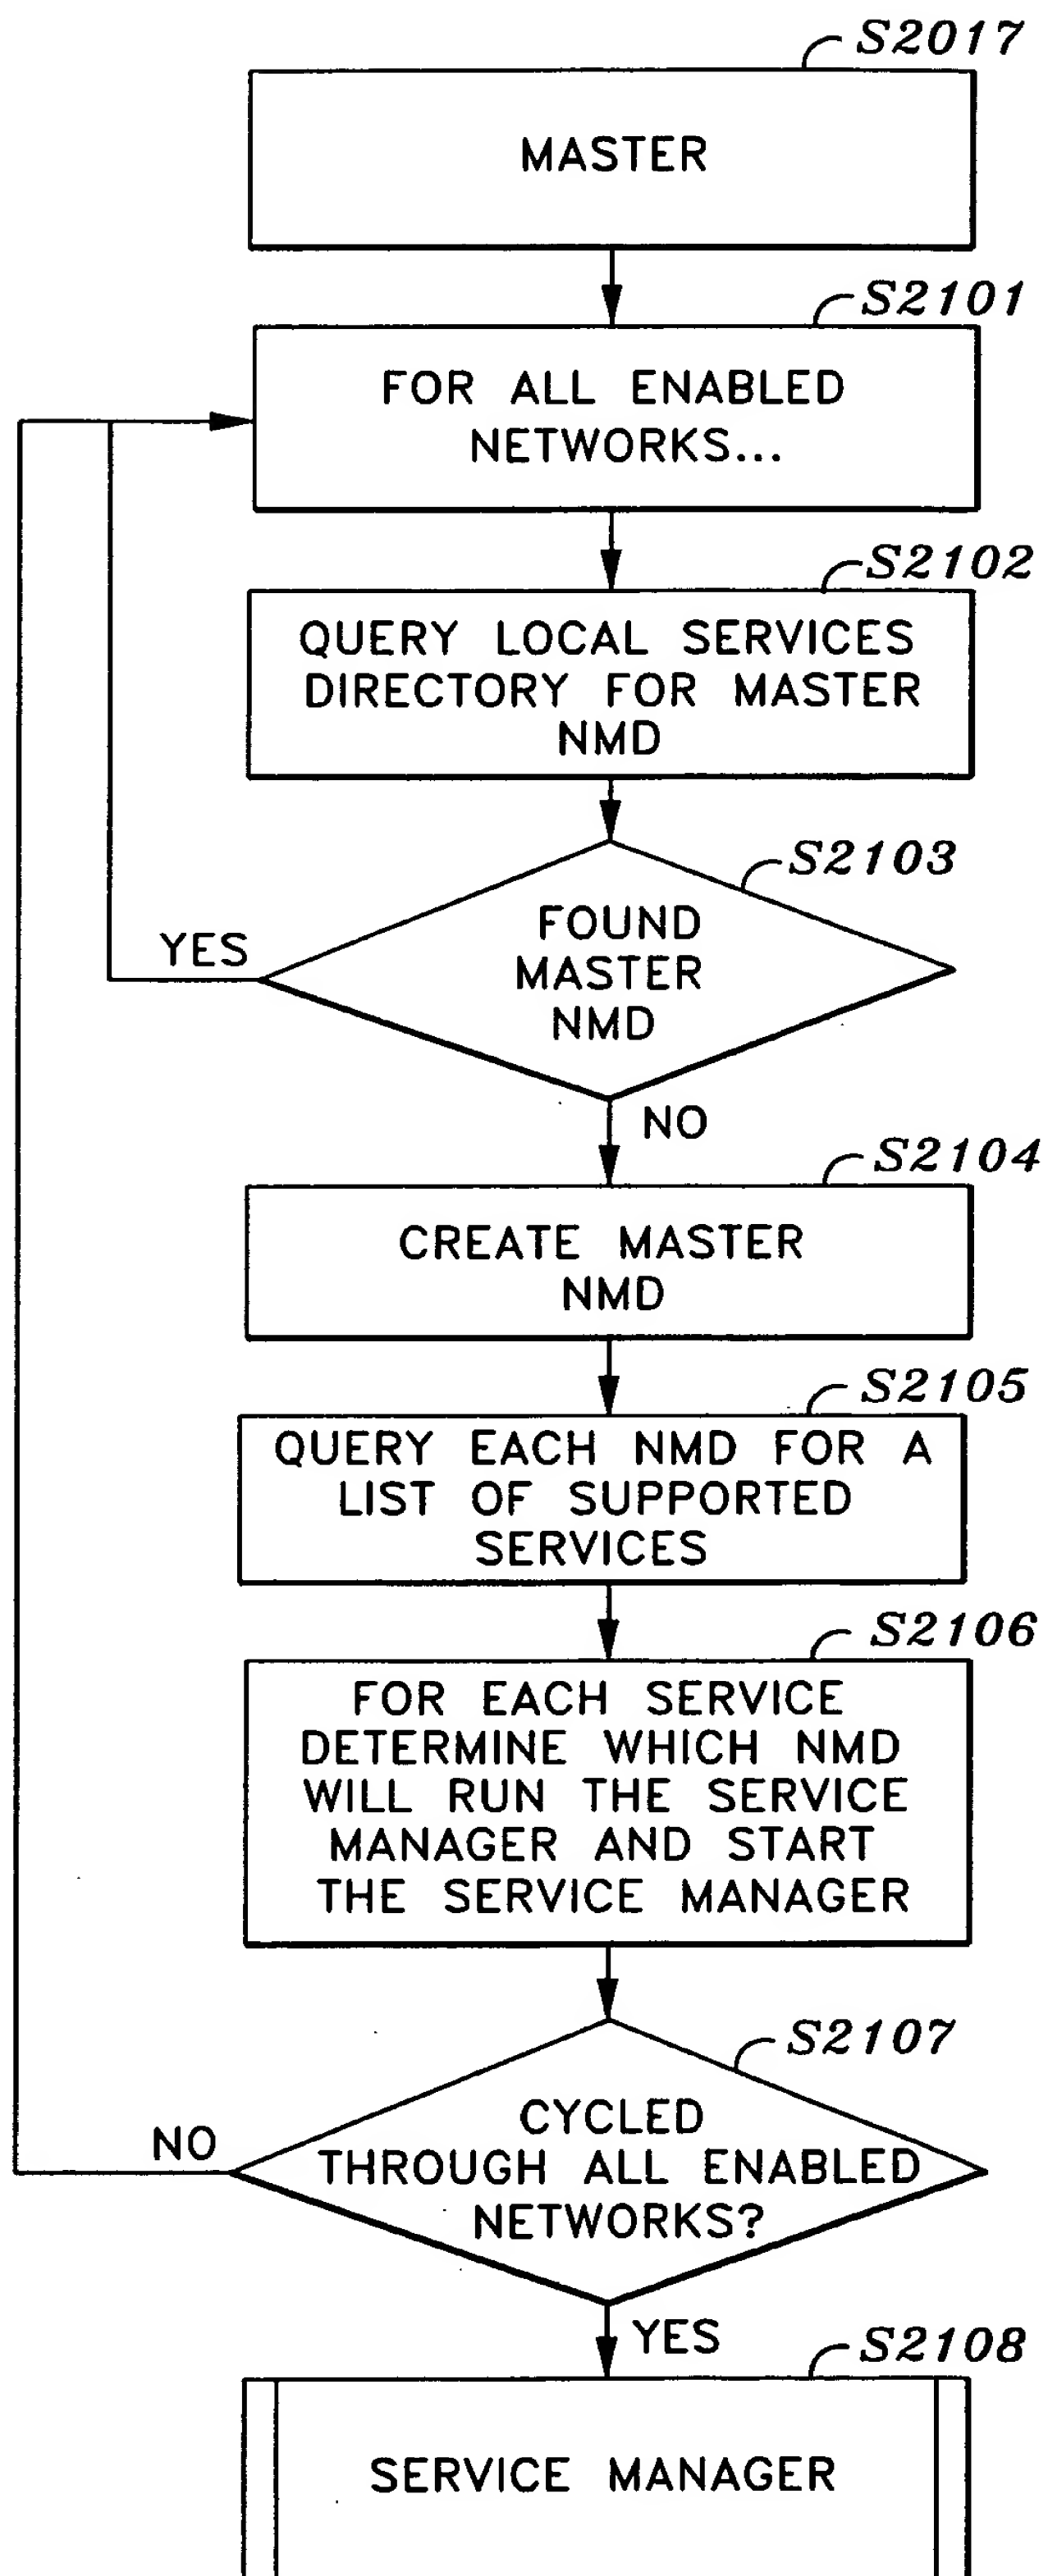 S2017
MASTER
S2101
FOR ALL ENABLED
NETWORKS...
S2102
QUERY LOCAL SERVICES
DIRECTORY FOR MASTER
NMD
S2103
FOUND
MASTER
NMD
YES
NO
S2104
CREATE MASTER
NMD
S2105
QUERY EACH NMD FOR A
LIST OF SUPPORTED
SERVICES
S2106
FOR EACH SERVICE
DETERMINE WHICH NMD
WILL RUN THE SERVICE
MANAGER AND START
THE SERVICE MANAGER
S2107
CYCLED
THROUGH ALL ENABLED
NETWORKS?
NO
YES
S2108
SERVICE MANAGER